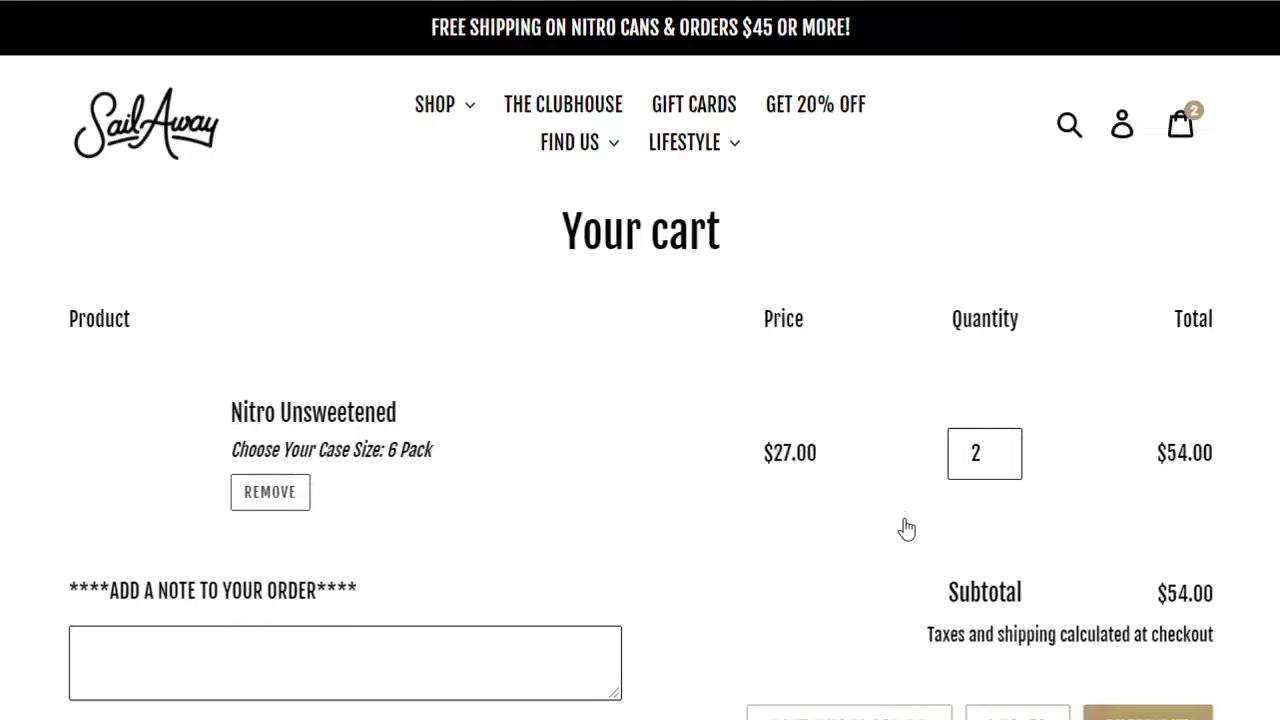 FREE SHIPPING ON NITRO CANS & ORDERS $45 OR MORE!
Sail Away
SHOP THE CLUBHOUSE GIFT CARDS GET 20% OFF
FIND US LIFESTYLE
2
Your cart
Product Price Quantity Total
Nitro Unsweetened
Choose Your Case Size: 6 Pack
REMOVE
$27.00 2 $54.00
****ADD A NOTE TO YOUR ORDER****
Subtotal $54.00
Taxes and shipping calculated at checkout